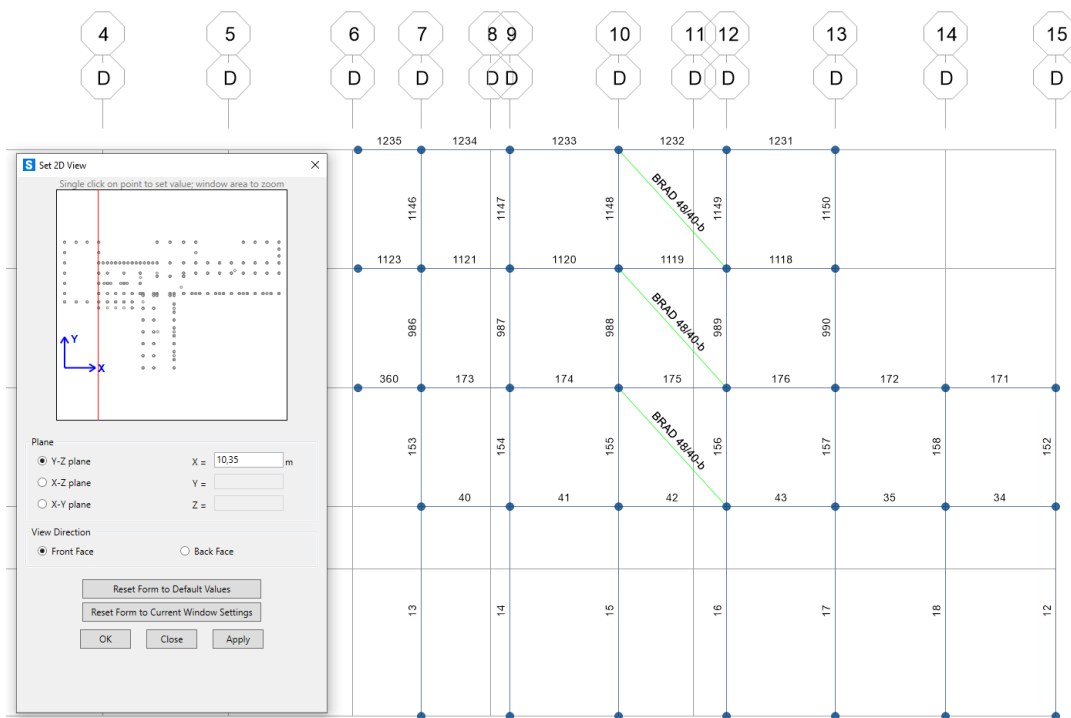 4 5 6 7 8 9 10 11 12 13 14 15
D D D D D D D D D D D D
1235 1234 1233 1232 1231
Set 2D View
Single click on point to set value; window area to zoom
Y
X
Plane
Y-Z plane
X = 10,35 m
X-Z plane
Y =
X-Y plane
Z =
View Direction
Front Face
Back Face
Reset Form to Default Values
Reset Form to Current Window Settings
OK Close Apply
1146 1147 1148 BRAD 48/40-b 1149 1150
1123 1121 1120 1119 1118
986 987 988 BRAD 48/40-b 989 990
360 173 174 175 176 172 171
153 154 155 BRAD 48/40-b 156 157 158 152
40 41 42 43 35 34
13 14 15 16 17 18 12